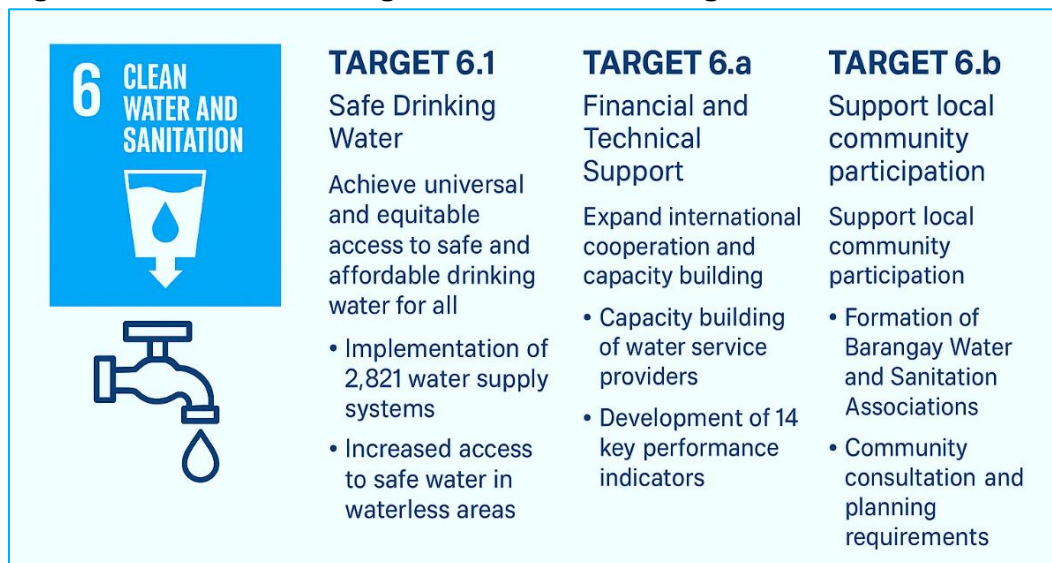 6 CLEAN
WATER AND
SANITATION
TARGET 6.1
Safe Drinking
Water
Achieve universal
and equitable
access to safe and
affordable drinking
water for all
• Implementation of
2,821 water supply
systems
• Increased access
to safe water in
waterless areas
TARGET 6.a
Financial and
Technical
Support
Expand international
cooperation and
capacity building
• Capacity building
of water service
providers
• Development of 14
key performance
indicators
TARGET 6.b
Support local
community
participation
Support local
community
participation
• Formation of
Barangay Water
and Sanitation
Associations
• Community
consultation and
planning
requirements